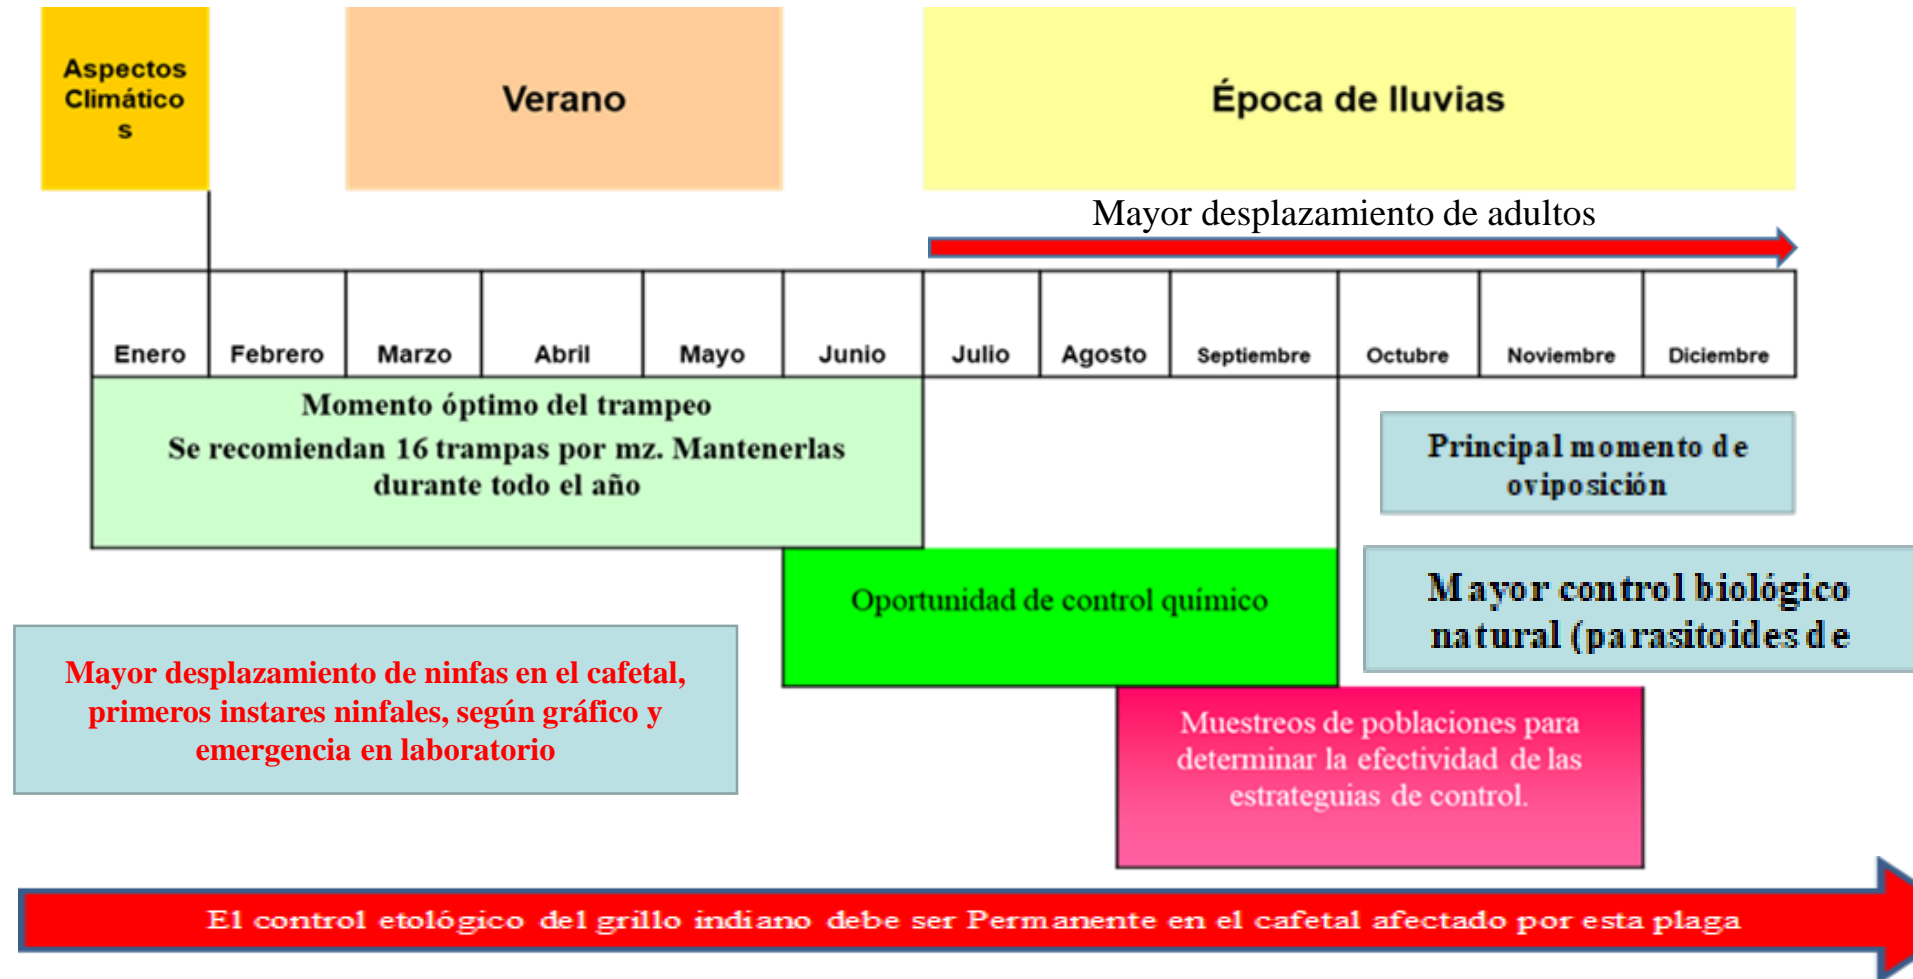 Aspectos
Climático
s
Verano
Época de lluvias
Mayor desplazamiento de adultos
Enero
Febrero
Marzo
Abril
Mayo
Junio
Julio
Agosto
Septiembre
Octubre
Noviembre
Diciembre
Momento óptimo del trampeo
Se recomiendan 16 trampas por mz. Mantenerlas
durante todo el año
Principal momento de
oviposición
Oportunidad de control químico
Mayor control biológico
natural (parasitoides de
Mayor desplazamiento de ninfas en el cafetal,
primeros instares ninfales, según gráfico y
emergencia en laboratorio
Muestreos de poblaciones para
determinar la efectividad de las
estrateguias de control.
El control etológico del grillo indiano debe ser Permanente en el cafetal afectado por esta plaga